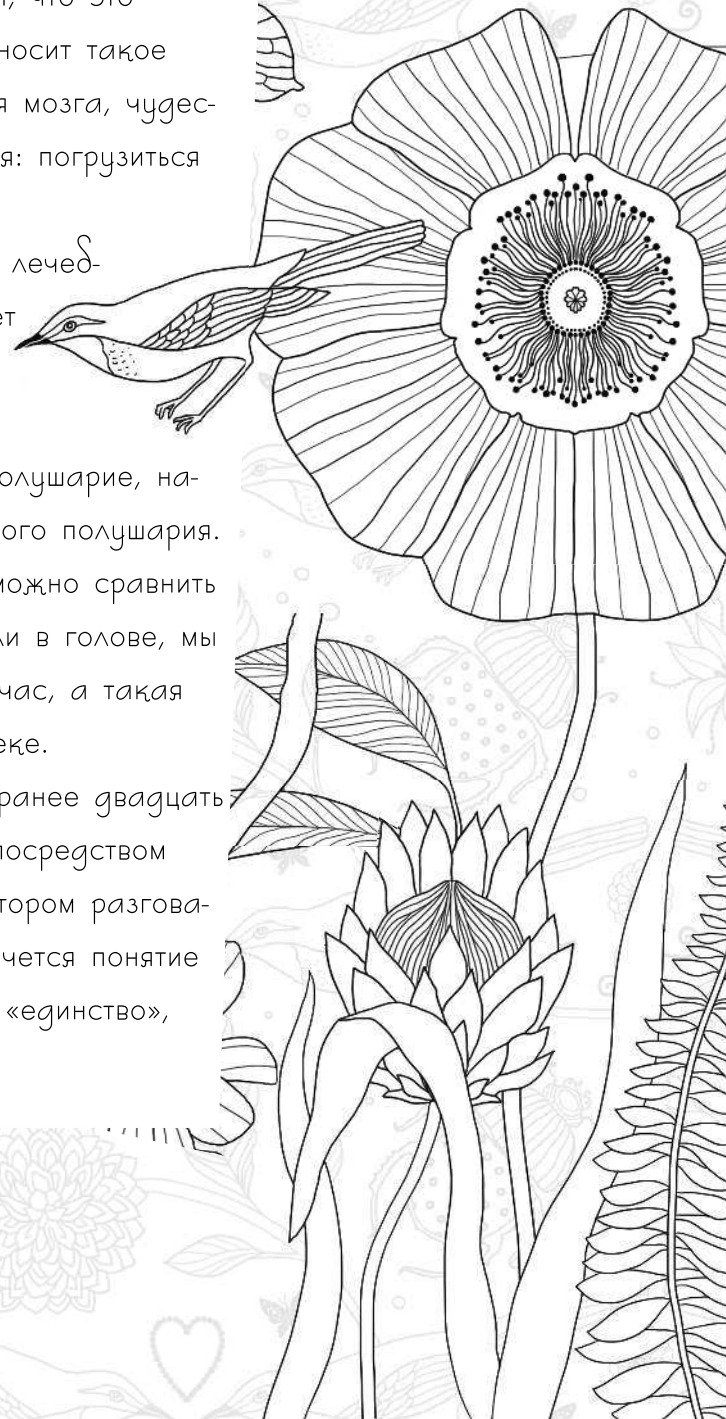 что это
носит такое
я мозга, чудес-
я: погрузиться
лечеб-
ет
олушарие, на-
ого полушария.
можно сравнить
ли в голове, мы
час, а такая
еке.
ранее двадцать
посредством
тором разгова-
чется понятие
«единство»,